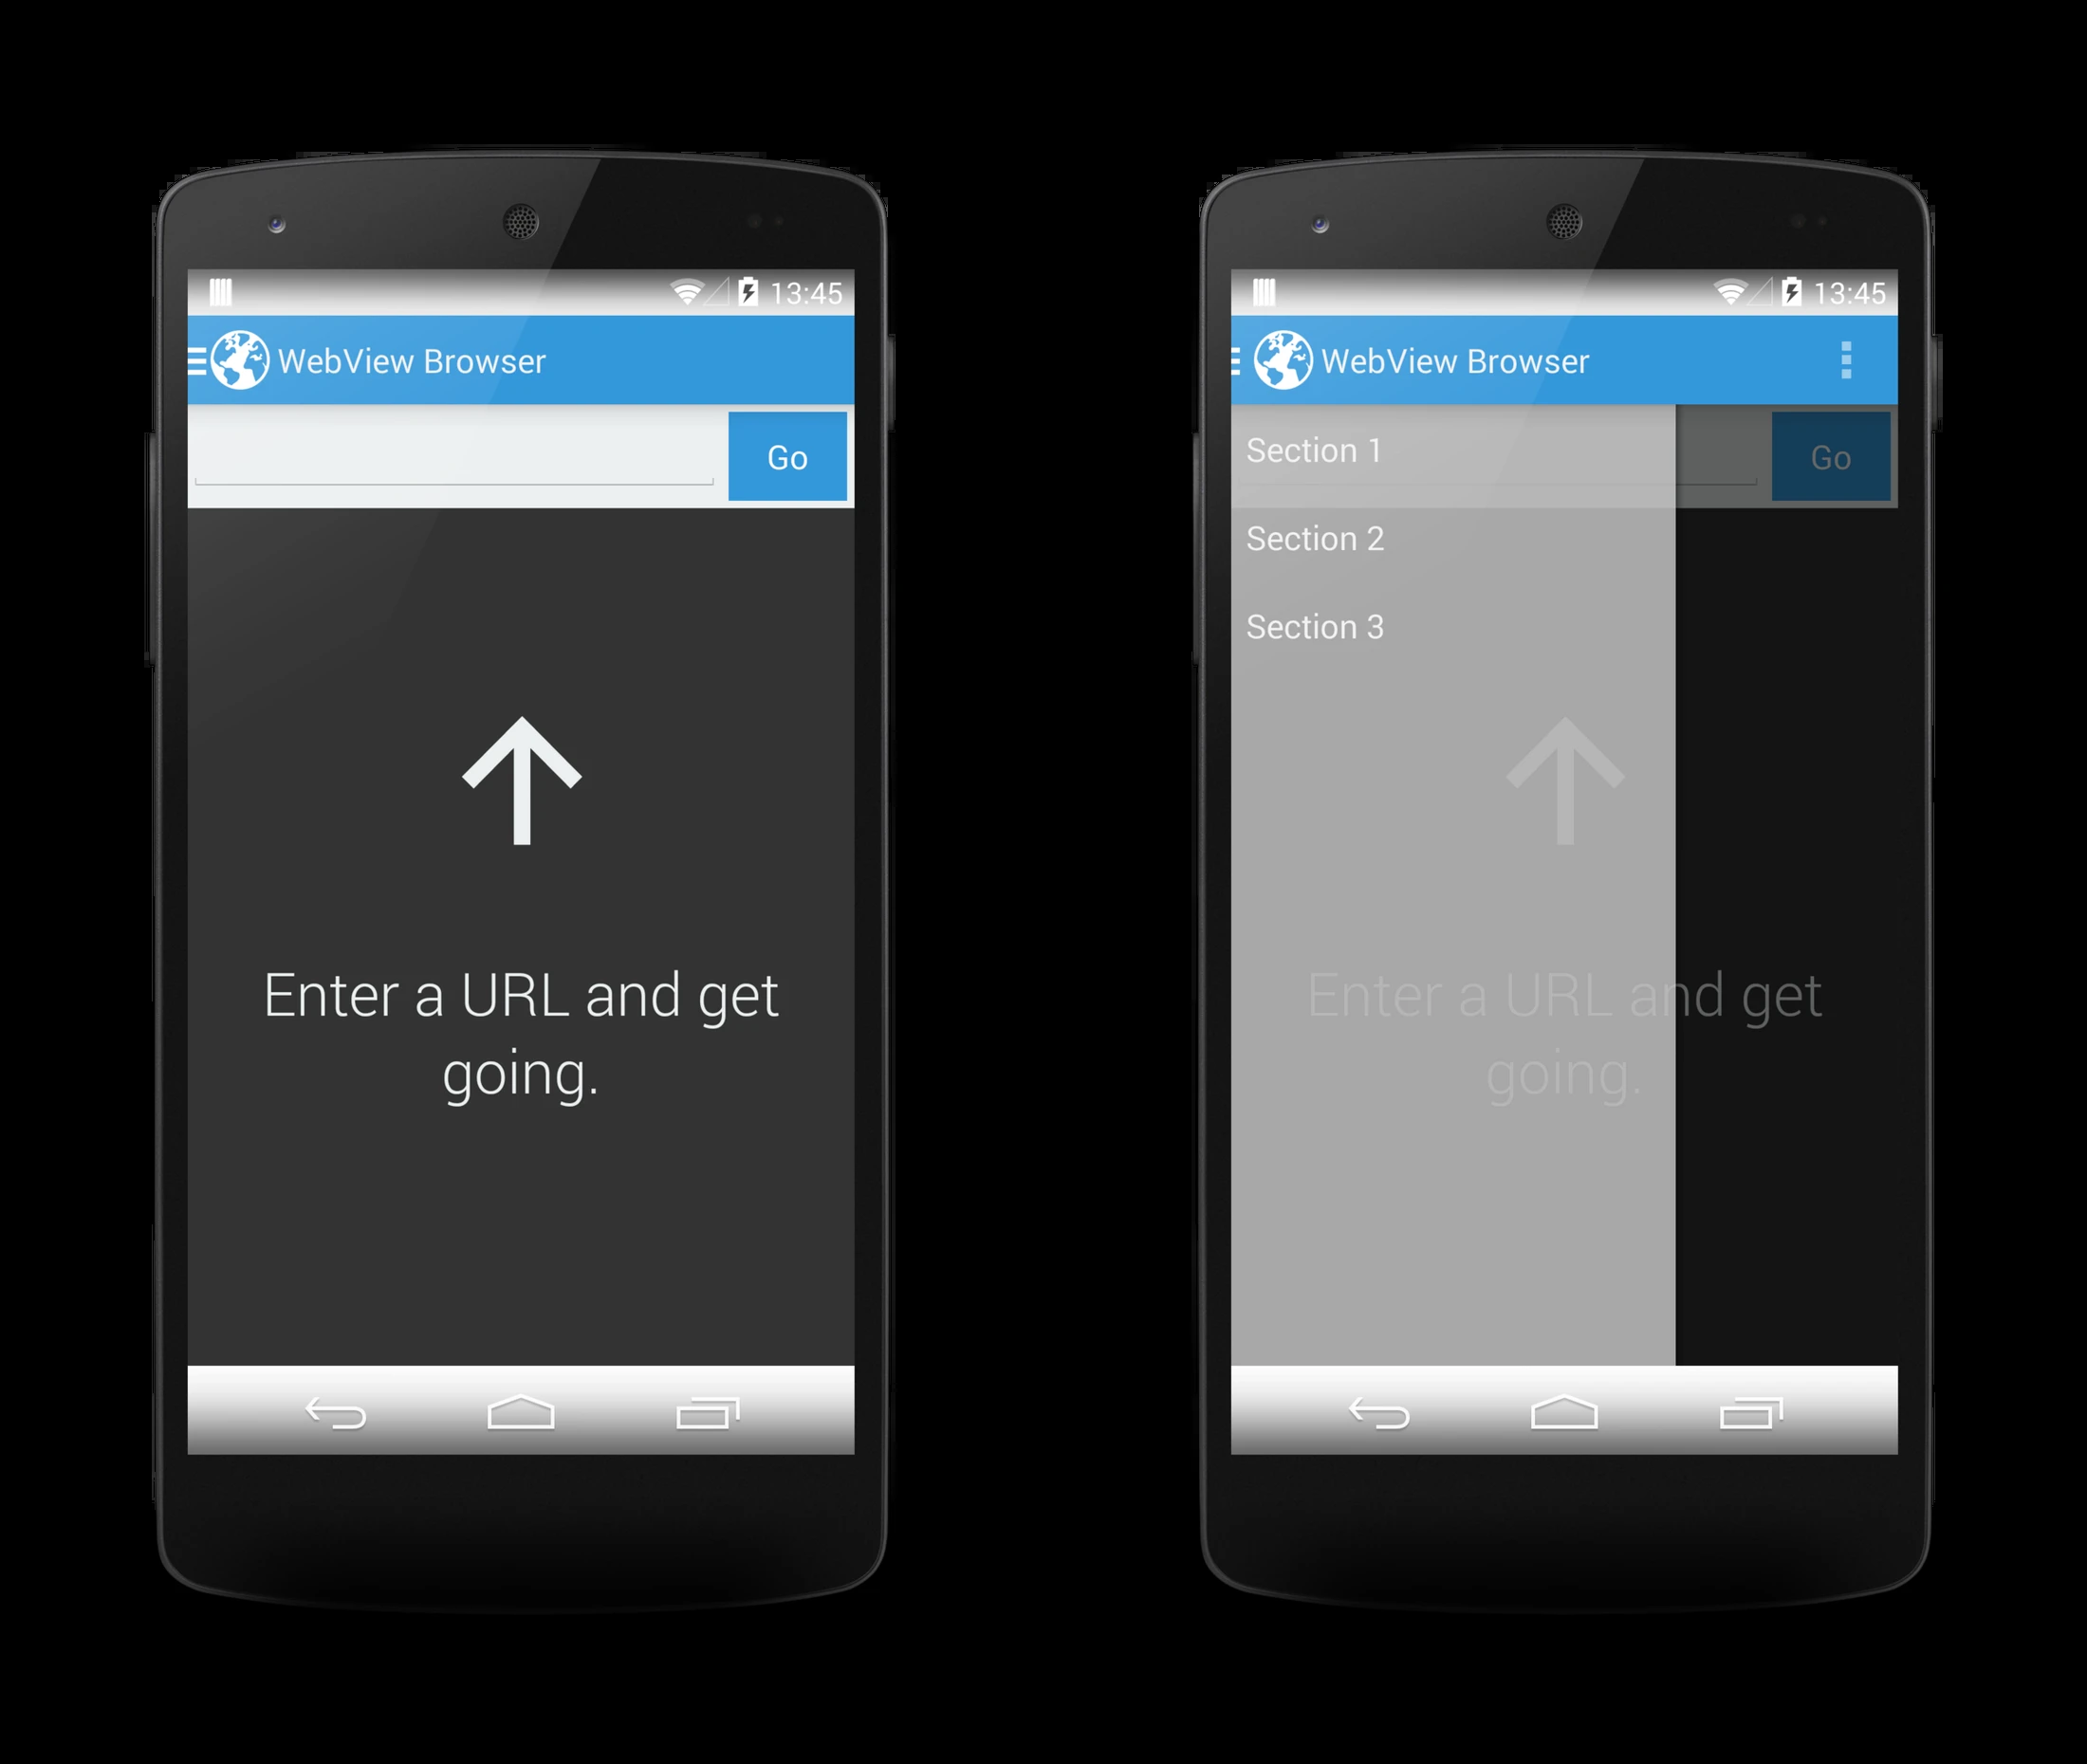 13:45
WebView Browser
Go
Enter a URL and get
going.
13:45
WebView Browser
Section 1
Go
Section 2
Section 3
Enter a URL and get
going.